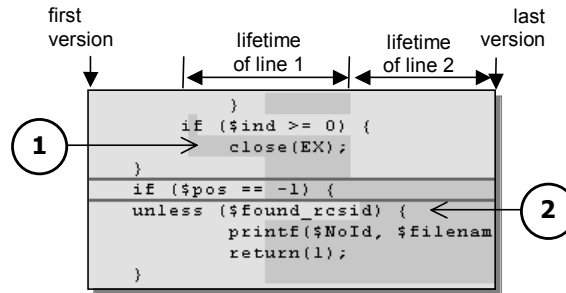 first
version
lifetime
of line 1
lifetime
of line 2
last
version
}
if ($ind >= 0) {
1
close(EX);
}
if ($pos == -1) {
unless ($found_rcsid) {
2
printf($NoId, $filenam
return(1);
}